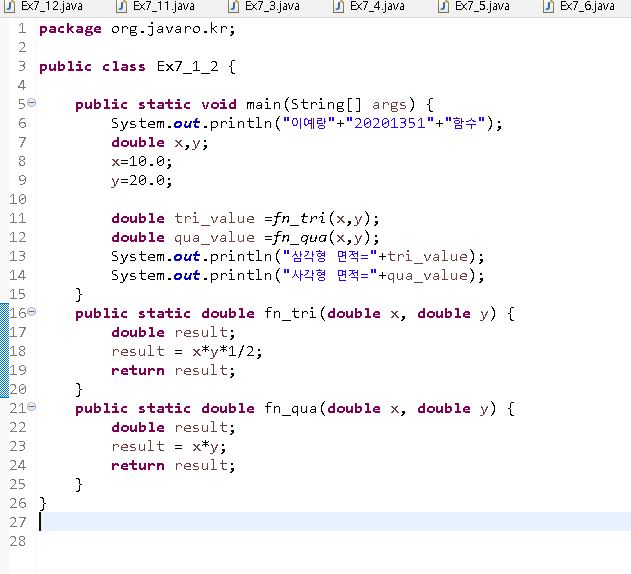 Ex7_12.java Ex7_11.java Ex7_3.java Ex7_4.java Ex7_5.java Ex7_6.java
1 package org.javaro.kr;
2
3 public class Ex7_1_2 {
4
5 public static void main(String[] args) {
6 System.out.println("이예랑"+"20201351"+"함수");
7 double x,y;
8 x=10.0;
9 y=20.0;
10
11 double tri_value =fn_tri(x,y);
12 double qua_value =fn_qua(x,y);
13 System.out.println("삼각형 면적="+tri_value);
14 System.out.println("사각형 면적="+qua_value);
15 }
16 public static double fn_tri(double x, double y) {
17 double result;
18 result = x*y*1/2;
19 return result;
20 }
21 public static double fn_qua(double x, double y) {
22 double result;
23 result = x*y;
24 return result;
25 }
26 }
27
28